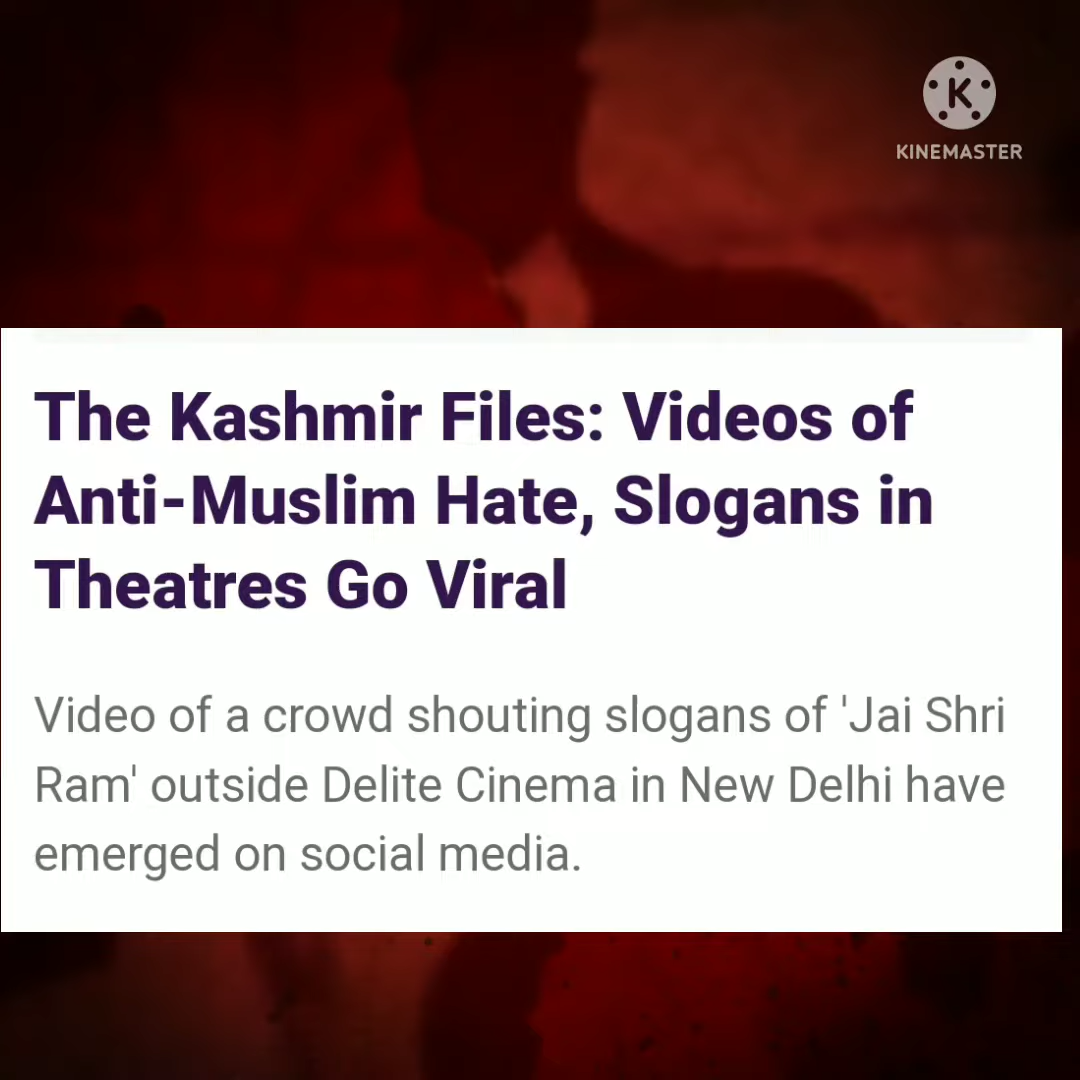 K
KINEMASTER
The Kashmir Files: Videos of
Anti-Muslim Hate, Slogans in
Theatres Go Viral
Video of a crowd shouting slogans of 'Jai Shri
Ram' outside Delite Cinema in New Delhi have
emerged on social media.